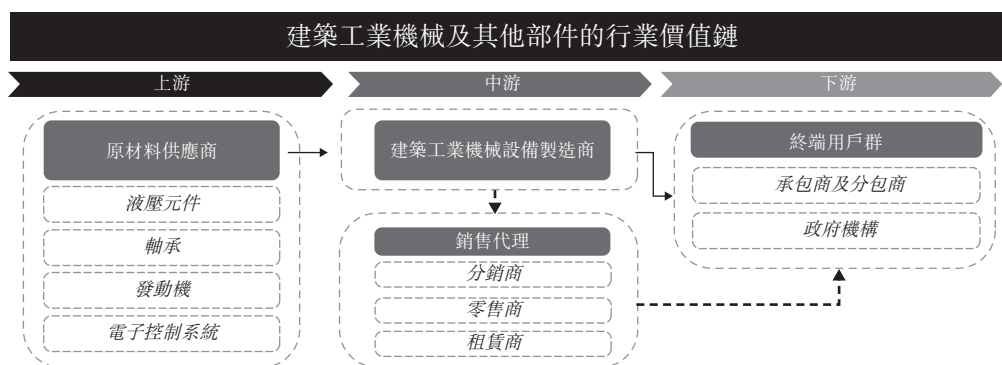 建築工業機械及其他部件的行業價值鏈
上游
中游
下游
原材料供應商
液壓元件
軸承
發動機
電子控制系統
建築工業機械設備製造商
銷售代理
分銷商
零售商
租賃商
終端用戶群
承包商及分包商
政府機構